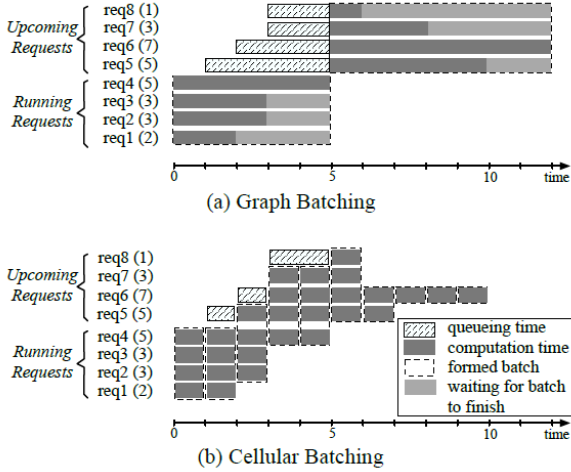 Upcoming
Requests
req8 (1)
req7 (3)
req6 (7)
req5 (5)
Running
Requests
req4 (5)
req3 (3)
req2 (3)
req1 (2)
0 5 10 time
(a) Graph Batching
Upcoming
Requests
req8 (1)
req7 (3)
req6 (7)
req5 (5)
Running
Requests
req4 (5)
req3 (3)
req2 (3)
req1 (2)
queueing time
computation time
formed batch
waiting for batch
to finish
0 5 10 time
(b) Cellular Batching